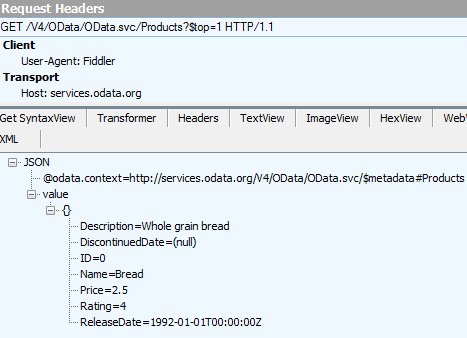 Request Headers
GET /V4/OData/OData.svc/Products?$top=1 HTTP/1.1
Client
User-Agent: Fiddler
Transport
Host: services.odata.org
Get SyntaxView Transformer Headers TextView ImageView HexView Web
XML
JSON
@odata.context=http://services.odata.org/V4/OData/OData.svc/$metadata#Products
value
{}
Description=Whole grain bread
DiscontinuedDate=(null)
ID=0
Name=Bread
Price=2.5
Rating=4
ReleaseDate=1992-01-01T00:00:00Z